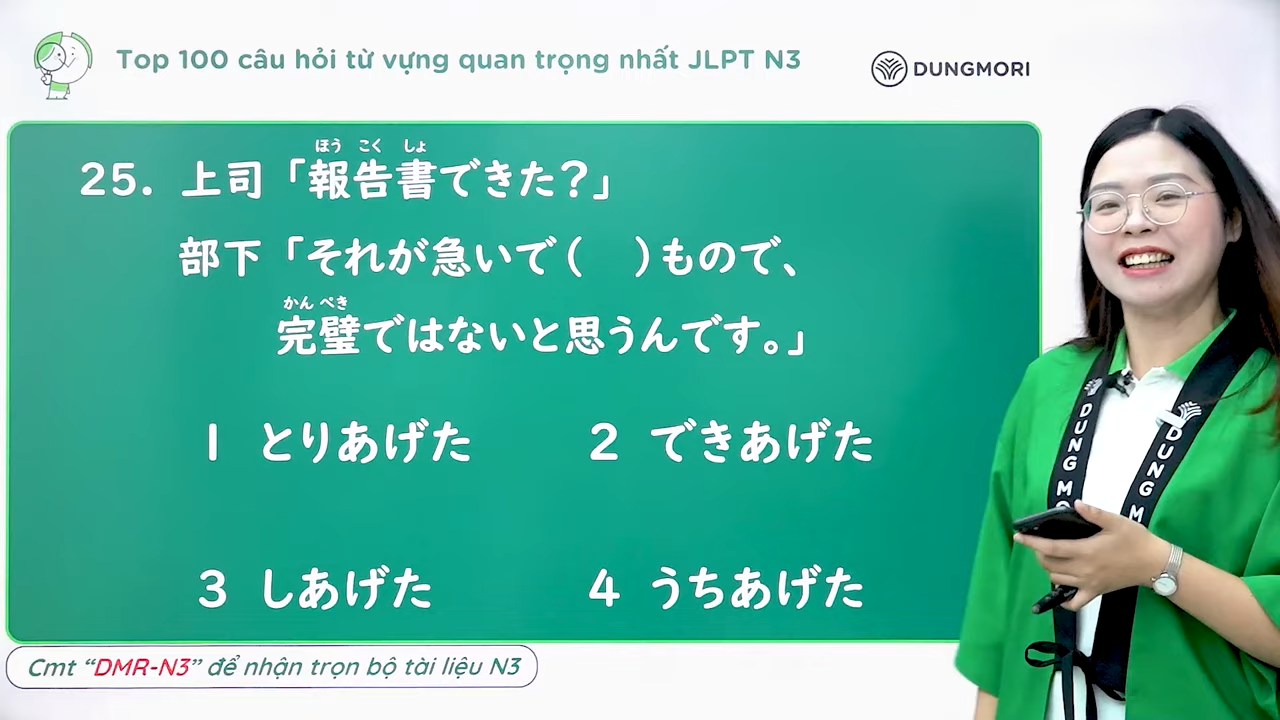 Top 100 câu hỏi từ vựng quan trọng nhất JLPT N3
DUNGMORI
ほう こく しょ
25. 上司「報告書できた？」
部下「それが急いで(　)もので、
かん ぺき
完璧ではないと思うんです。」
1 とりあげた 2 できあげた
3 しあげた 4 うちあげた
Cmt “DMR-N3” để nhận trọn bộ tài liệu N3
DUNG MO
DUNG M